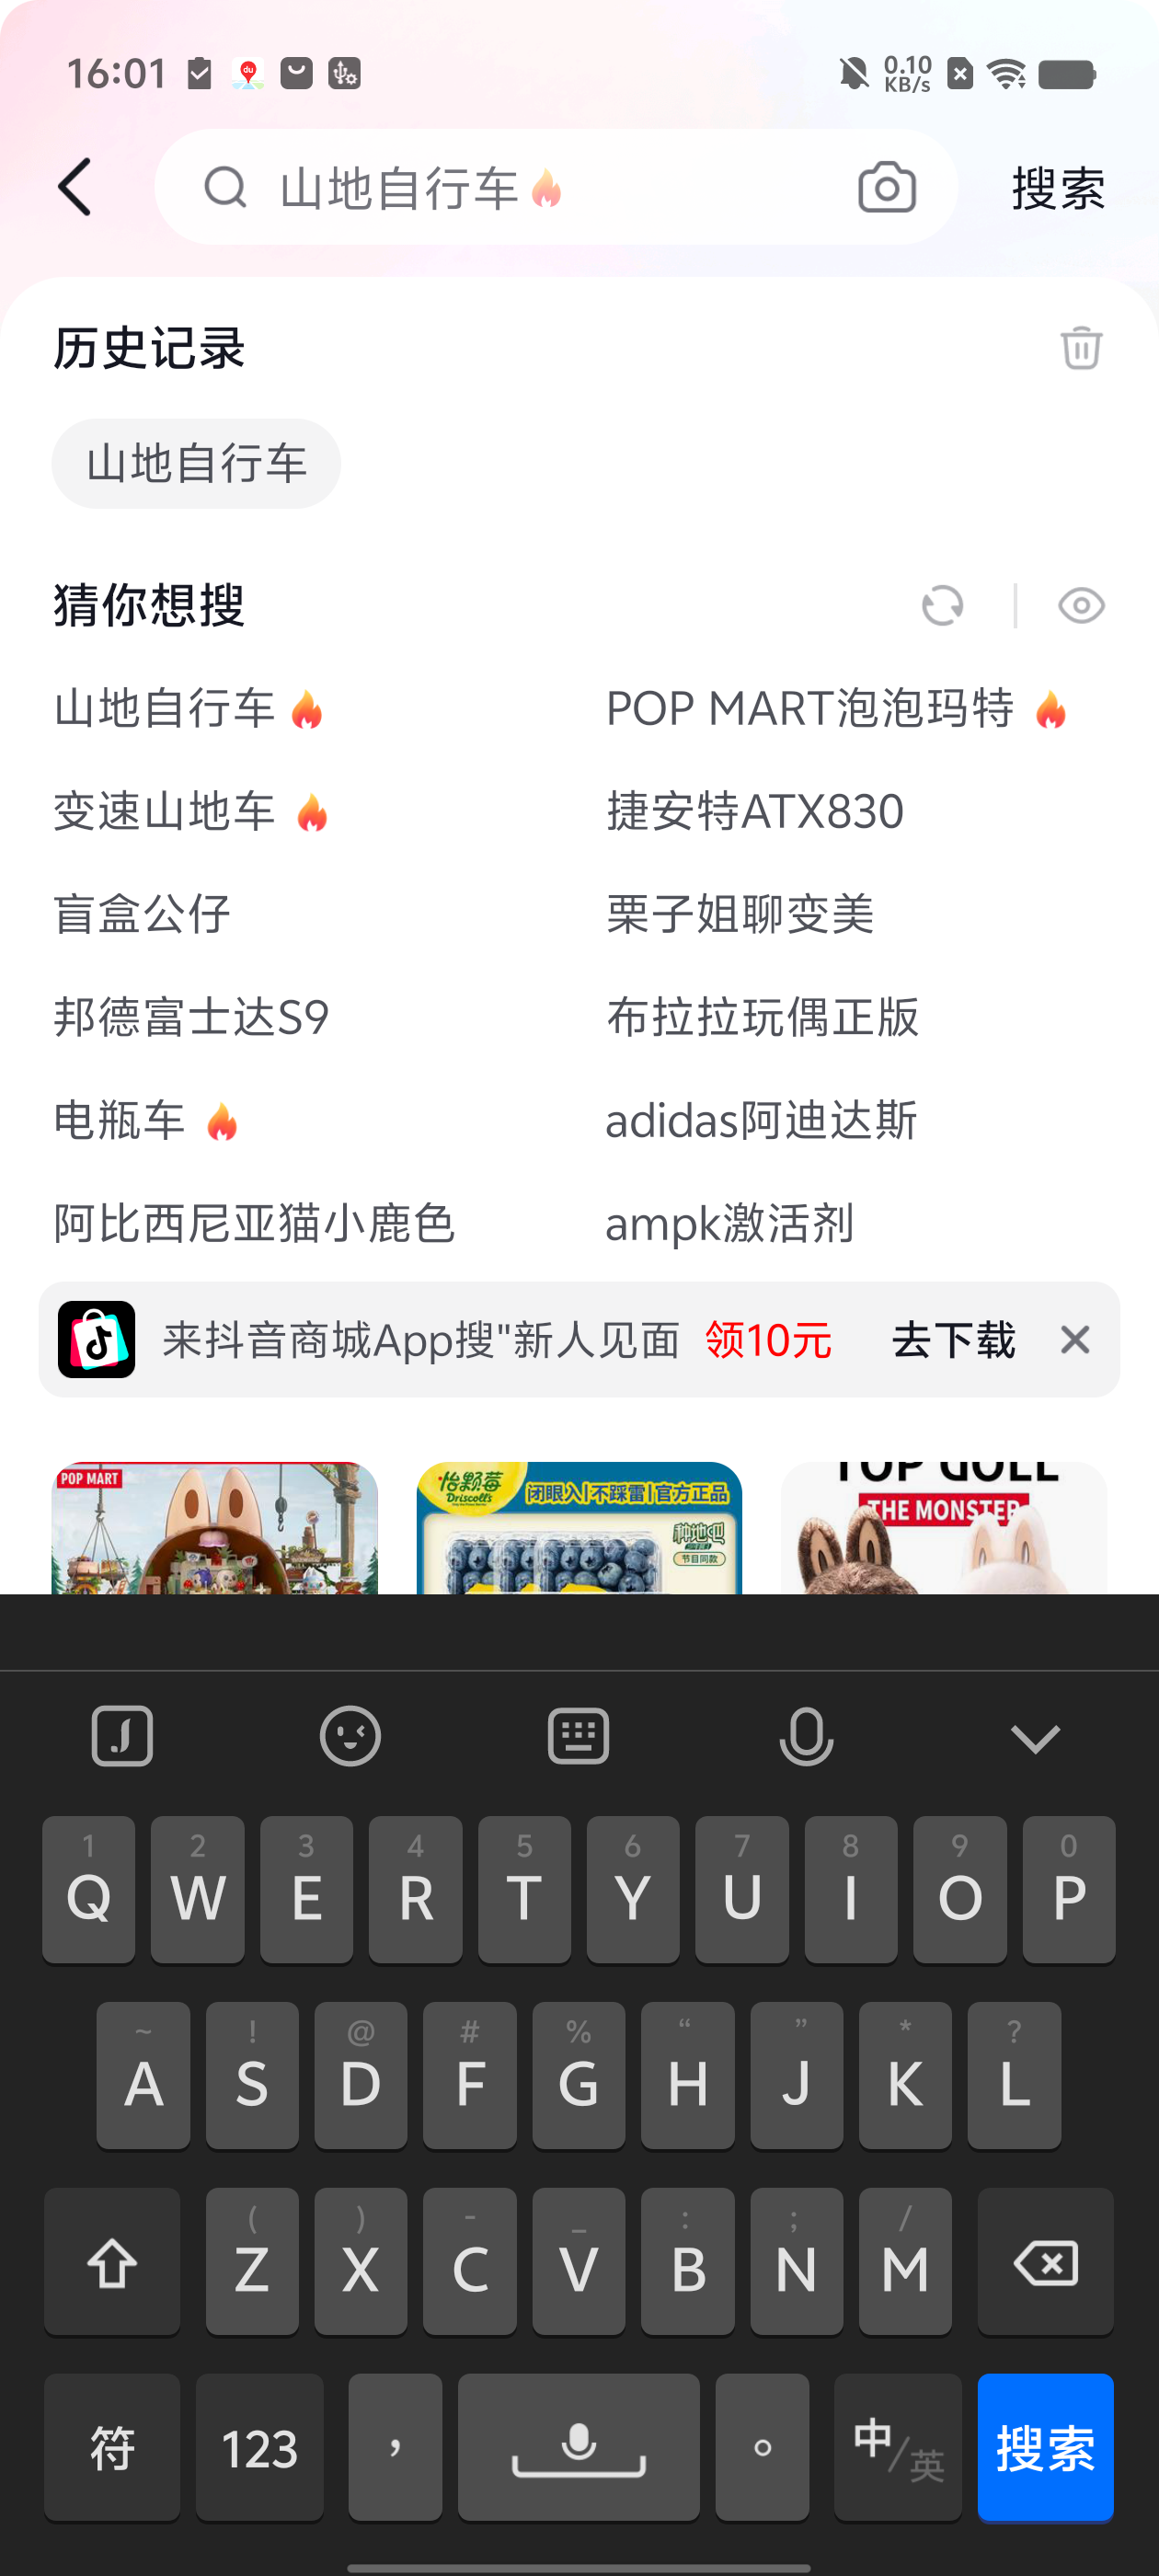 16:01
0.10
KB/s
山地自行车🔥
搜索
历史记录
山地自行车
猜你想搜
山地自行车🔥
POP MART泡泡玛特🔥
变速山地车🔥
捷安特ATX830
盲盒公仔
栗子姐聊变美
邦德富士达S9
布拉拉玩偶正版
电瓶车🔥
adidas阿迪达斯
阿比西尼亚猫小鹿色
ampk激活剂
来抖音商城App搜"新人见面 领10元 去下载
POP MART
怡颗莓
Driscoll's
闭眼入|不踩雷|官方正品
种地吧
节目同款
THE MONSTER
1 2 3 4 5 6 7 8 9 0
Q W E R T Y U I O P
~ ! @ # % “ ” * ?
A S D F G H J K L
( ) - _ : ; /
Z X C V B N M
符 123 , 。 中/英 搜索